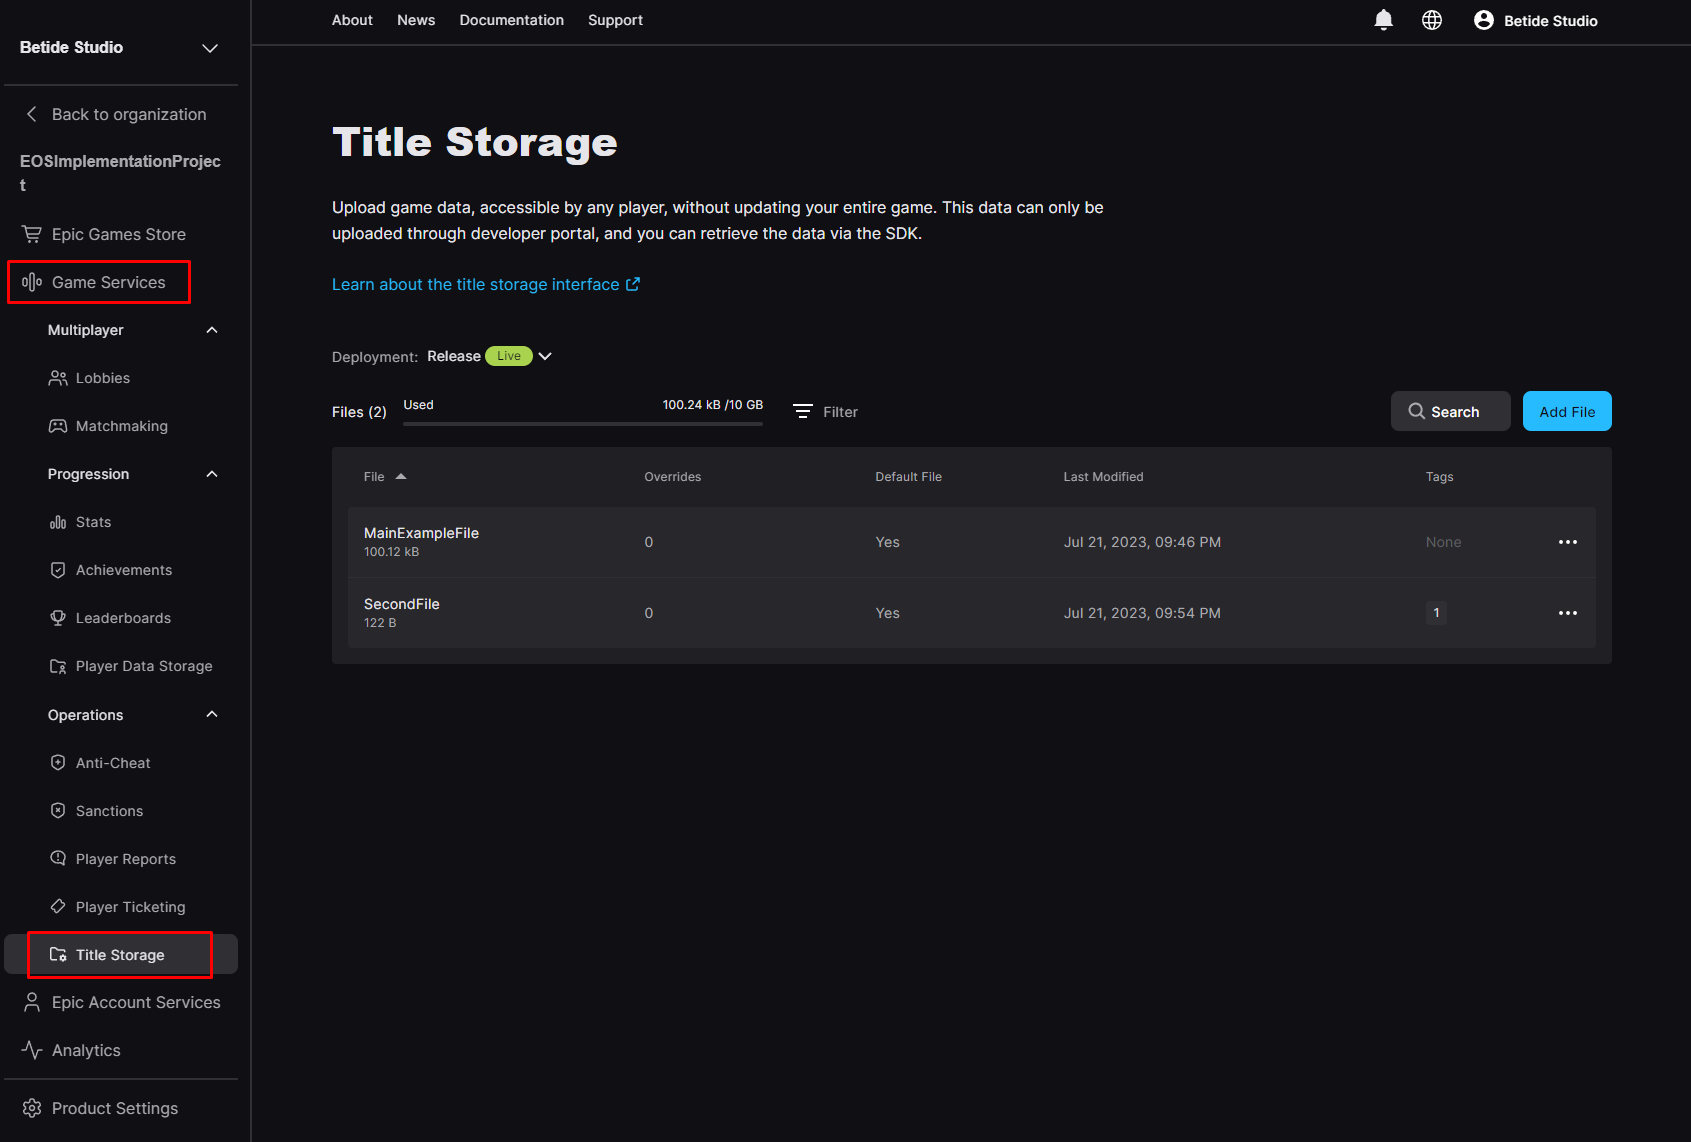 Betide Studio
Back to organization
EOSImplementationProjec
t
Epic Games Store
Game Services
Multiplayer
Lobbies
Matchmaking
Progression
Stats
Achievements
Leaderboards
Player Data Storage
Operations
Anti-Cheat
Sanctions
Player Reports
Player Ticketing
Title Storage
Epic Account Services
Analytics
Product Settings
About News Documentation Support Betide Studio
Title Storage
Upload game data, accessible by any player, without updating your entire game. This data can only be
uploaded through developer portal, and you can retrieve the data via the SDK.
Learn about the title storage interface
Deployment: Release Live
Files (2) Used 100.24 kB /10 GB Filter Search Add File
File Overrides Default File Last Modified Tags
MainExampleFile
100.12 kB
0 Yes Jul 21, 2023, 09:46 PM None
SecondFile
122 B
0 Yes Jul 21, 2023, 09:54 PM 1